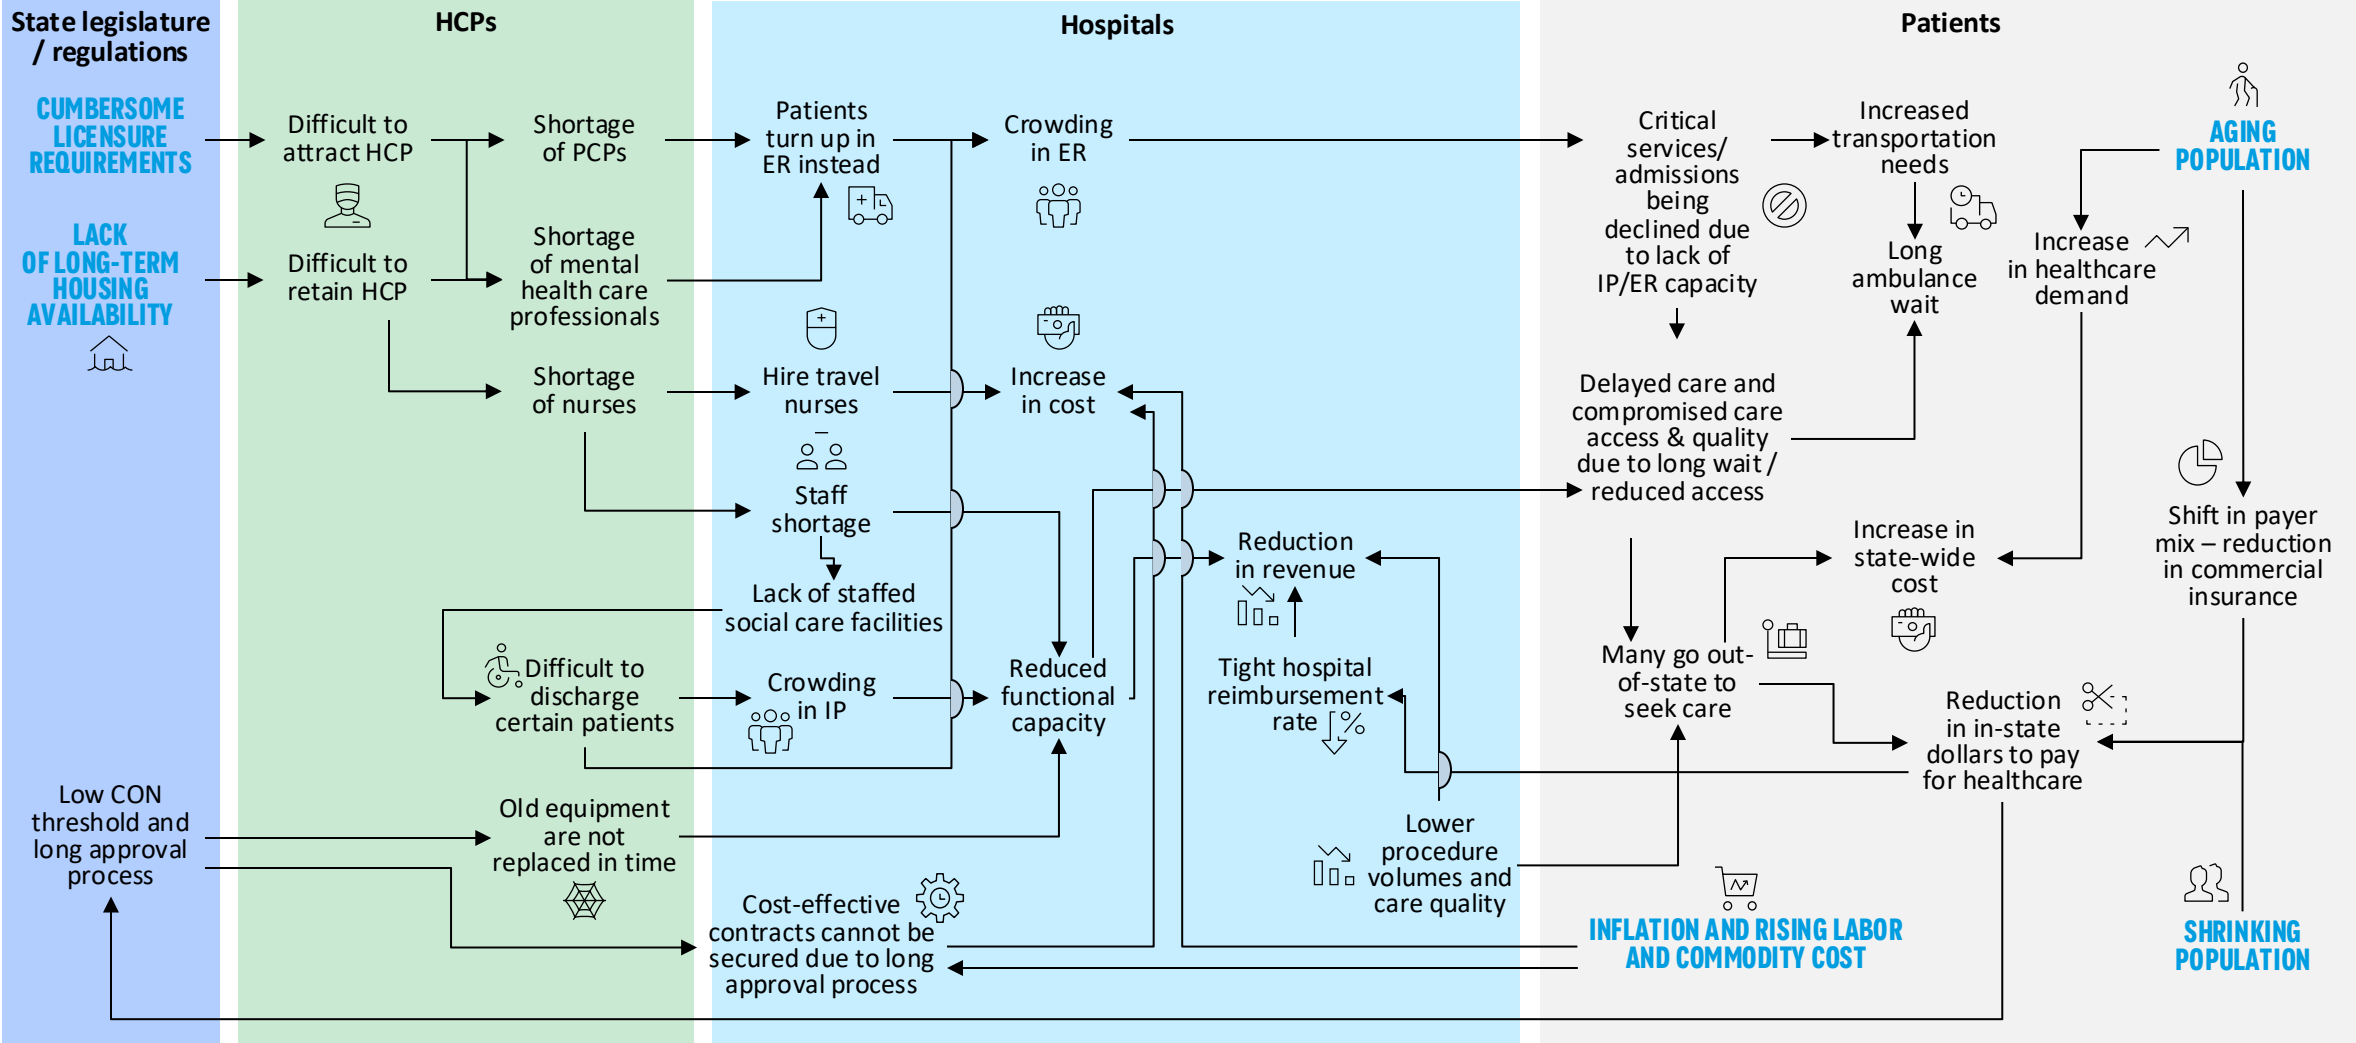 State legislature
/ regulations
HCPs
Hospitals
Patients
CUMBERSOME
LICENSURE
REQUIREMENTS
LACK
OF LONG-TERM
HOUSING
AVAILABILITY
Low CON
threshold and
long approval
process
Difficult to
attract HCP
Difficult to
retain HCP
Shortage
of PCPs
Shortage
of mental
health care
professionals
Shortage
of nurses
Difficult to
discharge
certain patients
Old equipment
are not
replaced in time
Patients
turn up in
ER instead
Hire travel
nurses
Staff
shortage
Lack of staffed
social care facilities
Crowding
in IP
Cost-effective
contracts cannot be
secured due to long
approval process
Crowding
in ER
Increase
in cost
Reduced
functional
capacity
Reduction
in revenue
Tight hospital
reimbursement
rate
%
Lower
procedure
volumes and
care quality
Critical
services/
admissions
being
declined due
to lack of
IP/ER capacity
Delayed care and
compromised care
access & quality
due to long wait /
reduced access
Many go out-
of-state to
seek care
INFLATION AND RISING LABOR
AND COMMODITY COST
Increased
transportation
needs
Long
ambulance
wait
Increase in
state-wide
cost
Reduction
in in-state
dollars to pay
for healthcare
Increase
in healthcare
demand
AGING
POPULATION
Shift in payer
mix – reduction
in commercial
insurance
SHRINKING
POPULATION